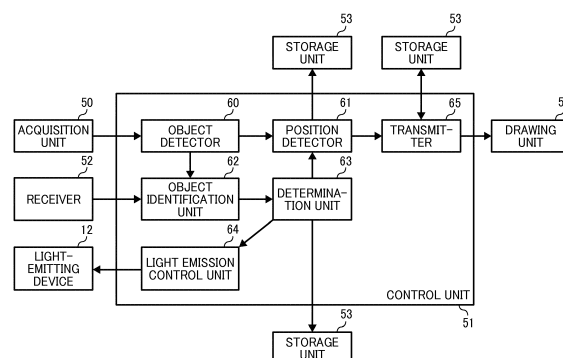 53
STORAGE
UNIT
53
STORAGE
UNIT
50
ACQUISITION
UNIT
60
OBJECT
DETECTOR
61
POSITION
DETECTOR
65
TRANSMIT-
TER
DRAWING
UNIT
52
RECEIVER
62
OBJECT
IDENTIFICATION
UNIT
63
DETERMINA-
TION UNIT
12
LIGHT-
EMITTING
DEVICE
64
LIGHT EMISSION
CONTROL UNIT
CONTROL UNIT
51
53
STORAGE
UNIT